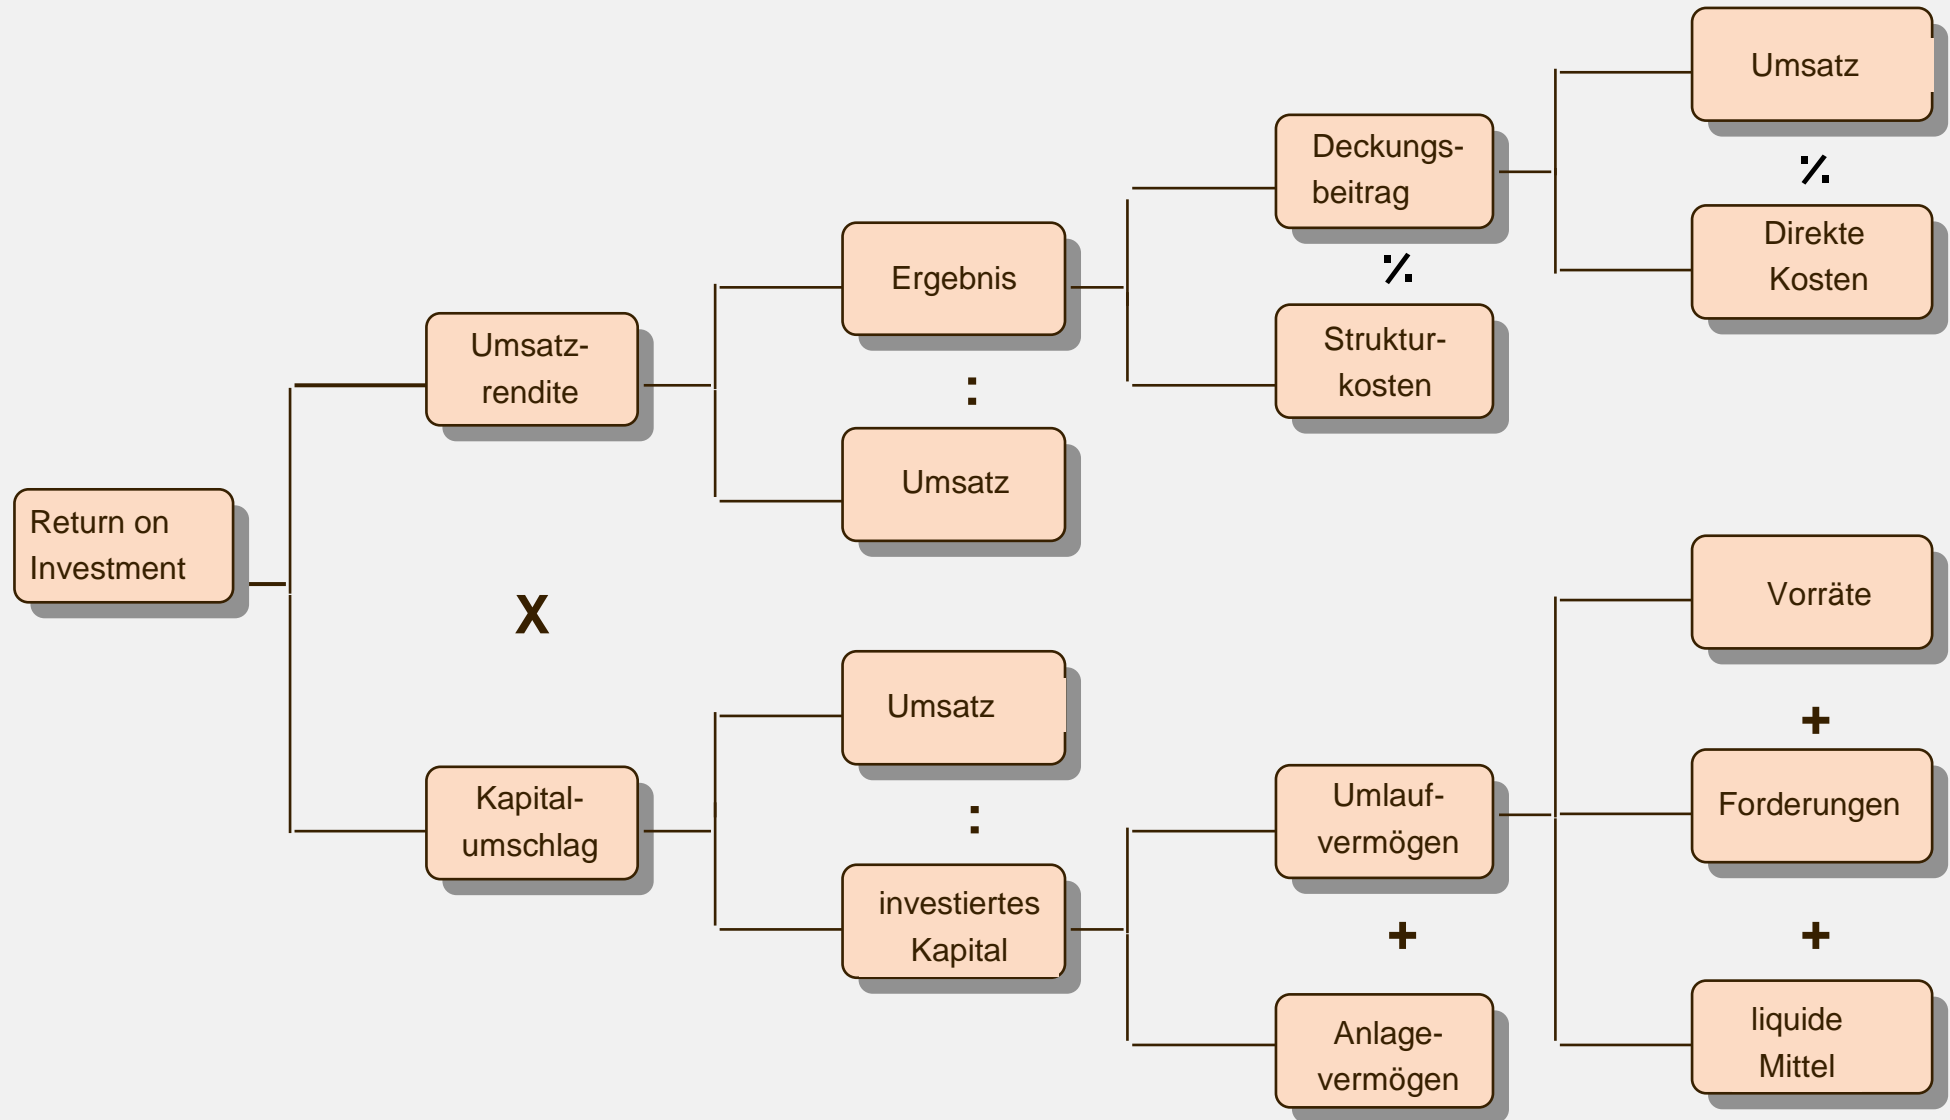 Return on
Investment
Umsatz-
rendite
X
Kapital-
umschlag
Ergebnis
:
Umsatz
Umsatz
:
investiertes
Kapital
Deckungs-
beitrag
⁒
Struktur-
kosten
Umlauf-
vermögen
+
Anlage-
vermögen
Umsatz
⁒
Direkte
Kosten
Vorräte
+
Forderungen
+
liquide
Mittel